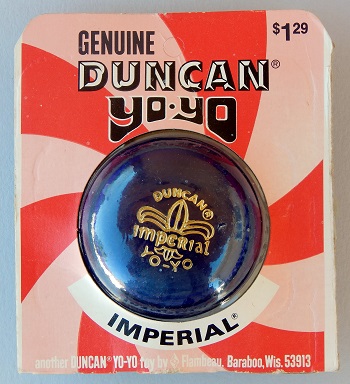 GENUINE
$1.29
DUNCAN®
yo·yo
DUNCAN®
Imperial
YO-YO
IMPERIAL®
another DUNCAN® YO-YO toy by Flambeau, Baraboo, Wis. 53913